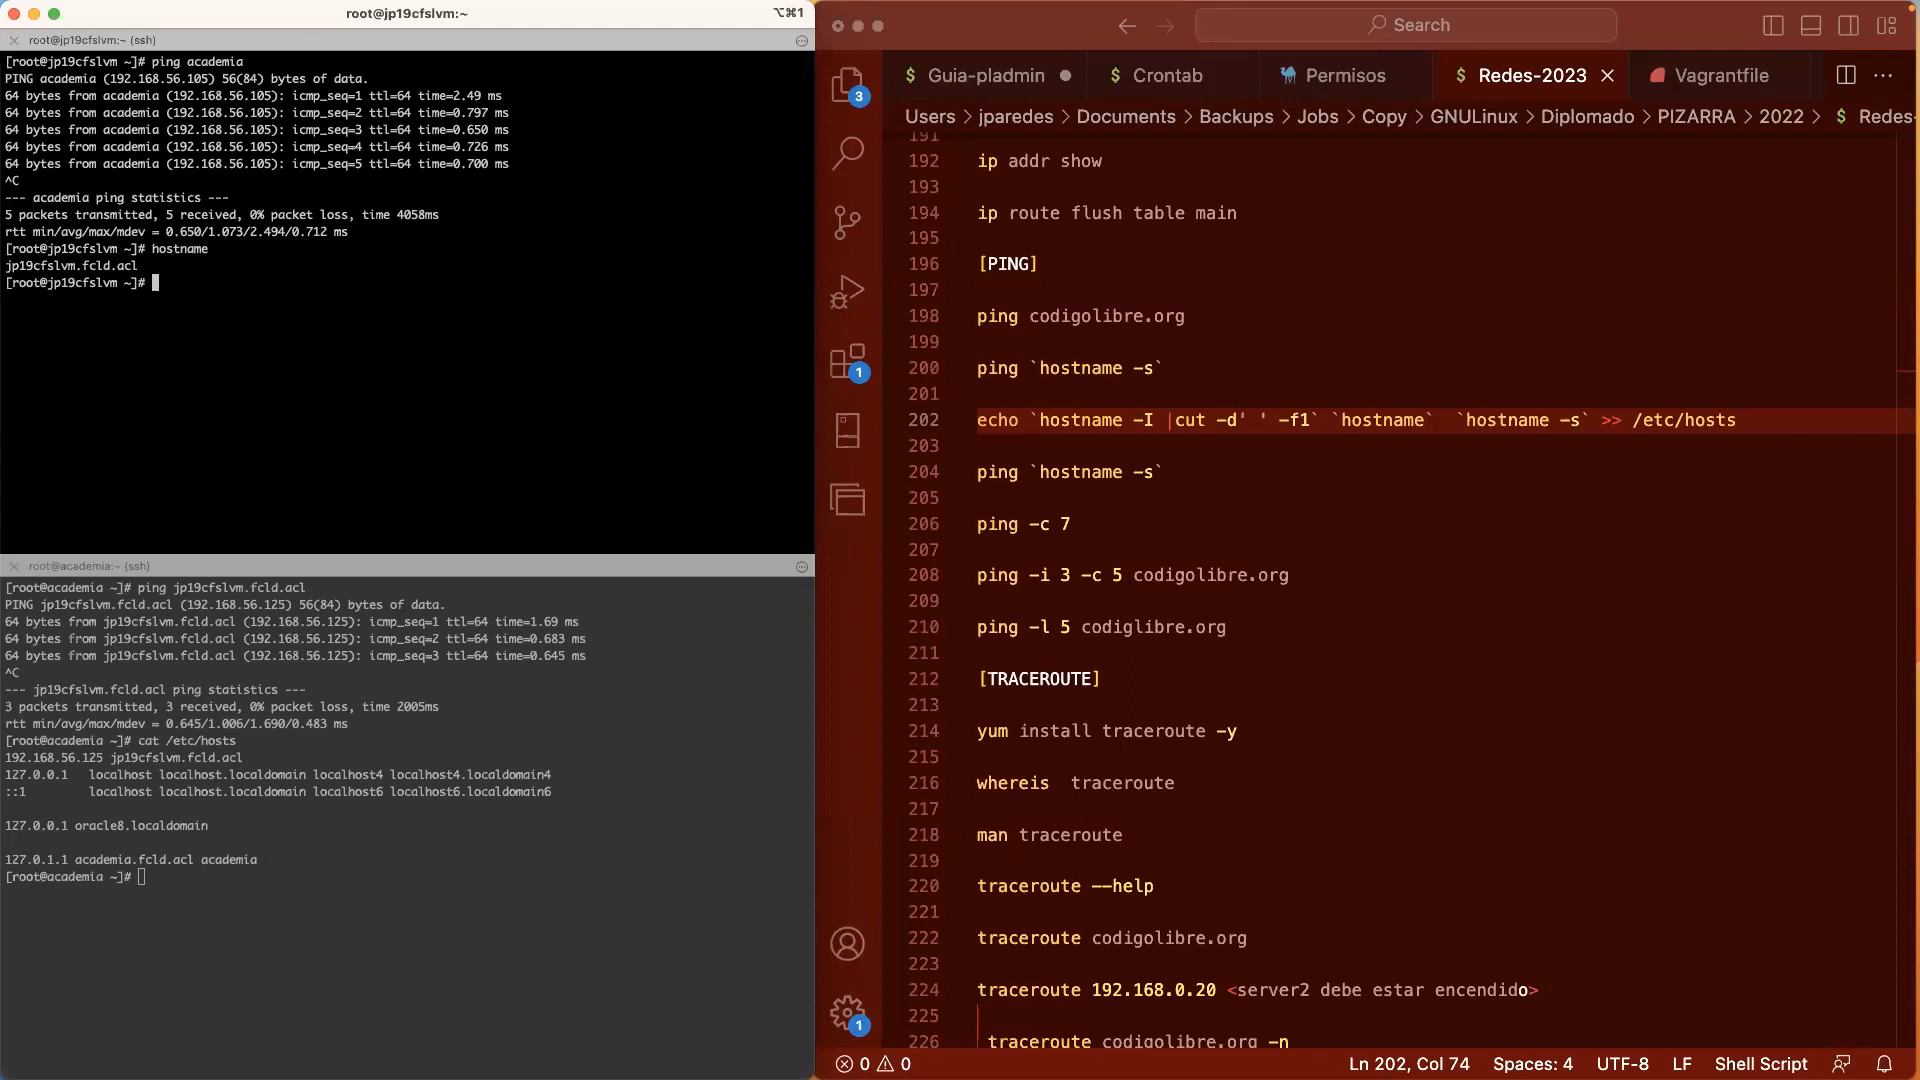 root@jp19cfslvm:~
⌥⌘1
root@jp19cfslvm:~ (ssh)
[root@jp19cfslvm ~]# ping academia
PING academia (192.168.56.105) 56(84) bytes of data.
64 bytes from academia (192.168.56.105): icmp_seq=1 ttl=64 time=2.49 ms
64 bytes from academia (192.168.56.105): icmp_seq=2 ttl=64 time=0.797 ms
64 bytes from academia (192.168.56.105): icmp_seq=3 ttl=64 time=0.650 ms
64 bytes from academia (192.168.56.105): icmp_seq=4 ttl=64 time=0.726 ms
64 bytes from academia (192.168.56.105): icmp_seq=5 ttl=64 time=0.700 ms
^C
--- academia ping statistics ---
5 packets transmitted, 5 received, 0% packet loss, time 4058ms
rtt min/avg/max/mdev = 0.650/1.073/2.494/0.712 ms
[root@jp19cfslvm ~]# hostname
jp19cfslvm.fcld.acl
[root@jp19cfslvm ~]#
root@academia:~ (ssh)
[root@academia ~]# ping jp19cfslvm.fcld.acl
PING jp19cfslvm.fcld.acl (192.168.56.125) 56(84) bytes of data.
64 bytes from jp19cfslvm.fcld.acl (192.168.56.125): icmp_seq=1 ttl=64 time=1.69 ms
64 bytes from jp19cfslvm.fcld.acl (192.168.56.125): icmp_seq=2 ttl=64 time=0.683 ms
64 bytes from jp19cfslvm.fcld.acl (192.168.56.125): icmp_seq=3 ttl=64 time=0.645 ms
^C
--- jp19cfslvm.fcld.acl ping statistics ---
3 packets transmitted, 3 received, 0% packet loss, time 2005ms
rtt min/avg/max/mdev = 0.645/1.006/1.690/0.483 ms
[root@academia ~]# cat /etc/hosts
192.168.56.125 jp19cfslvm.fcld.acl
127.0.0.1   localhost localhost.localdomain localhost4 localhost4.localdomain4
::1         localhost localhost.localdomain localhost6 localhost6.localdomain6
127.0.0.1 oracle8.localdomain
127.0.1.1 academia.fcld.acl academia
[root@academia ~]#
Search
$ Guia-pladmin
$ Crontab
Permisos
$ Redes-2023
Vagrantfile
Users > jparedes > Documents > Backups > Jobs > Copy > GNULinux > Diplomado > PIZARRA > 2022 > $ Redes-
3
1
1
191
192 ip addr show
193
194 ip route flush table main
195
196 [PING]
197
198 ping codigolibre.org
199
200 ping `hostname -s`
201
202 echo `hostname -I |cut -d' ' -f1` `hostname`  `hostname -s` >> /etc/hosts
203
204 ping `hostname -s`
205
206 ping -c 7
207
208 ping -i 3 -c 5 codigolibre.org
209
210 ping -l 5 codiglibre.org
211
212 [TRACEROUTE]
213
214 yum install traceroute -y
215
216 whereis  traceroute
217
218 man traceroute
219
220 traceroute --help
221
222 traceroute codigolibre.org
223
224 traceroute 192.168.0.20 <server2 debe estar encendido>
225
226 traceroute codigolibre.org -n
0 0
Ln 202, Col 74
Spaces: 4
UTF-8
LF
Shell Script